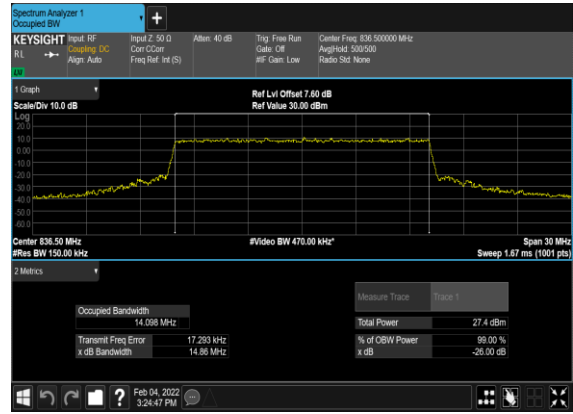 Spectrum Analyzer 1
Occupied BW
+
KEYSIGHT Input: RF Input Z: 50 Ω Atten: 40 dB Trig: Free Run Center Freq: 836.500000 MHz
RL Coupling: DC Corr CCorr Gate: Off Avg|Hold: 500/500
Align: Auto Freq Ref: Int (S) #IF Gain: Low Radio Std: None
1 Graph Ref Lvl Offset 7.60 dB
Scale/Div 10.0 dB Ref Value 30.00 dBm
Log
20.0
10.0
0.00
-10.0
-20.0
-30.0
-40.0
-50.0
-60.0
Center 836.50 MHz #Video BW 470.00 kHz* Span 30 MHz
#Res BW 150.00 kHz Sweep 1.67 ms (1001 pts)
2 Metrics
Measure Trace Trace 1
Occupied Bandwidth
14.098 MHz Total Power 27.4 dBm
Transmit Freq Error 17.293 kHz % of OBW Power 99.00 %
x dB Bandwidth 14.86 MHz x dB -26.00 dB
? Feb 04, 2022
3:24:47 PM